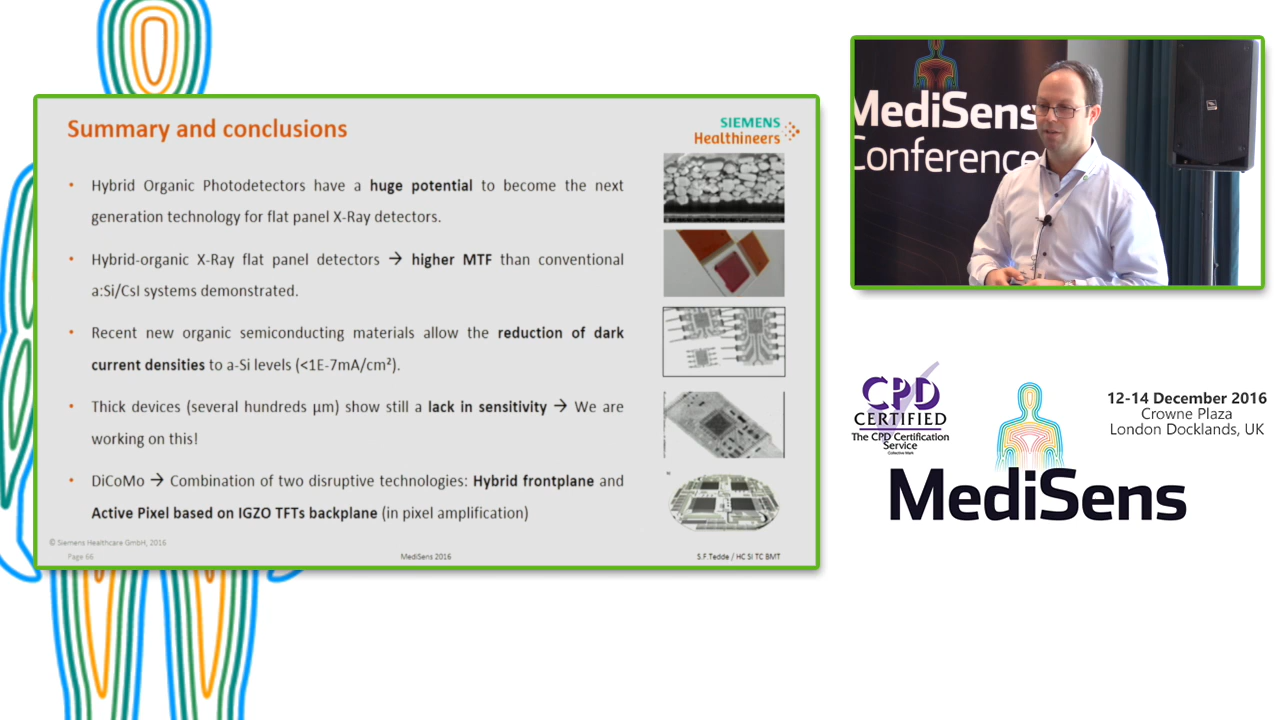 Summary and conclusions
SIEMENS
Healthineers
• Hybrid Organic Photodetectors have a huge potential to become the next
generation technology for flat panel X-Ray detectors.
• Hybrid-organic X-Ray flat panel detectors → higher MTF than conventional
a:Si/CsI systems demonstrated.
• Recent new organic semiconducting materials allow the reduction of dark
current densities to a-Si levels (<1E-7mA/cm²).
• Thick devices (several hundreds µm) show still a lack in sensitivity → We are
working on this!
• DiCoMo → Combination of two disruptive technologies: Hybrid frontplane and
Active Pixel based on IGZO TFTs backplane (in pixel amplification)
© Siemens Healthcare GmbH, 2016
Page 66
MediSens 2016
S.F.Tedde / HC SI TC BMT
MediSens
Conference
CPD
CERTIFIED
The CPD Certification
Service
Collective Mark
12-14 December 2016
Crowne Plaza
London Docklands, UK
MediSens